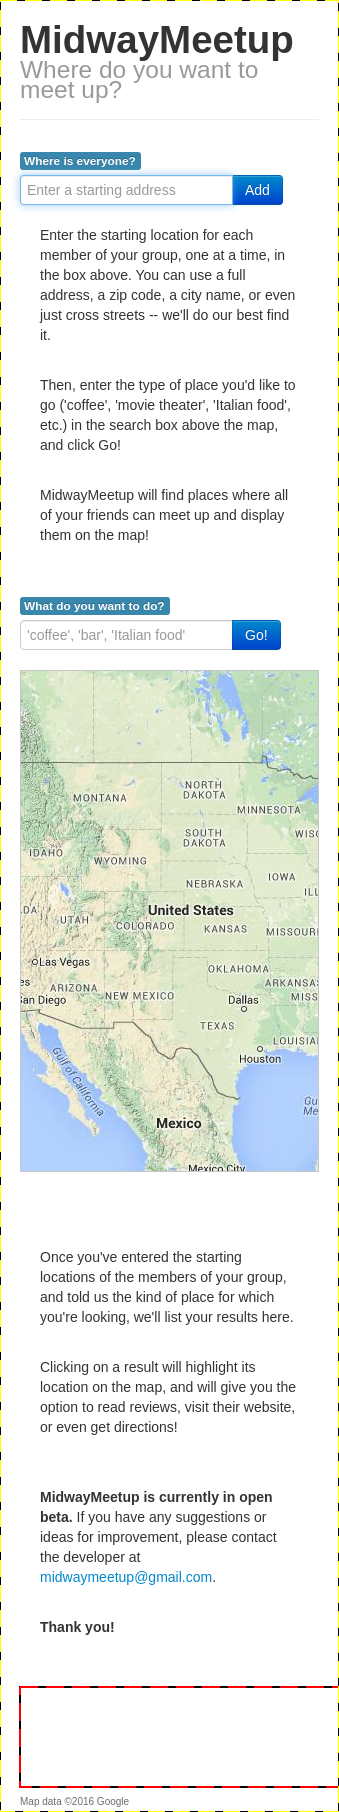 MidwayMeetup
Where do you want to
meet up?
Where is everyone?
Enter a starting address
Add
Enter the starting location for each
member of your group, one at a time, in
the box above. You can use a full
address, a zip code, a city name, or even
just cross streets -- we'll do our best find
it.
Then, enter the type of place you'd like to
go ('coffee', 'movie theater', 'Italian food',
etc.) in the search box above the map,
and click Go!
MidwayMeetup will find places where all
of your friends can meet up and display
them on the map!
What do you want to do?
'coffee', 'bar', 'Italian food'
Go!
MONTANA
NORTH
DAKOTA
MINNESOTA
SOUTH
DAKOTA
WISC
IDAHO
WYOMING
IOWA
NEBRASKA
ILL
United States
ADA
UTAH
COLORADO
KANSAS
MISSOURI
Las Vegas
OKLAHOMA
es
ARIZONA
ARKANSAS
San Diego
NEW MEXICO
Dallas
MISS
TEXAS
LOUISIAN
Houston
Gulf of California
Gu
Me
Mexico
Mexico City
Once you've entered the starting
locations of the members of your group,
and told us the kind of place for which
you're looking, we'll list your results here.
Clicking on a result will highlight its
location on the map, and will give you the
option to read reviews, visit their website,
or even get directions!
MidwayMeetup is currently in open
beta. If you have any suggestions or
ideas for improvement, please contact
the developer at
midwaymeetup@gmail.com.
Thank you!
Map data ©2016 Google